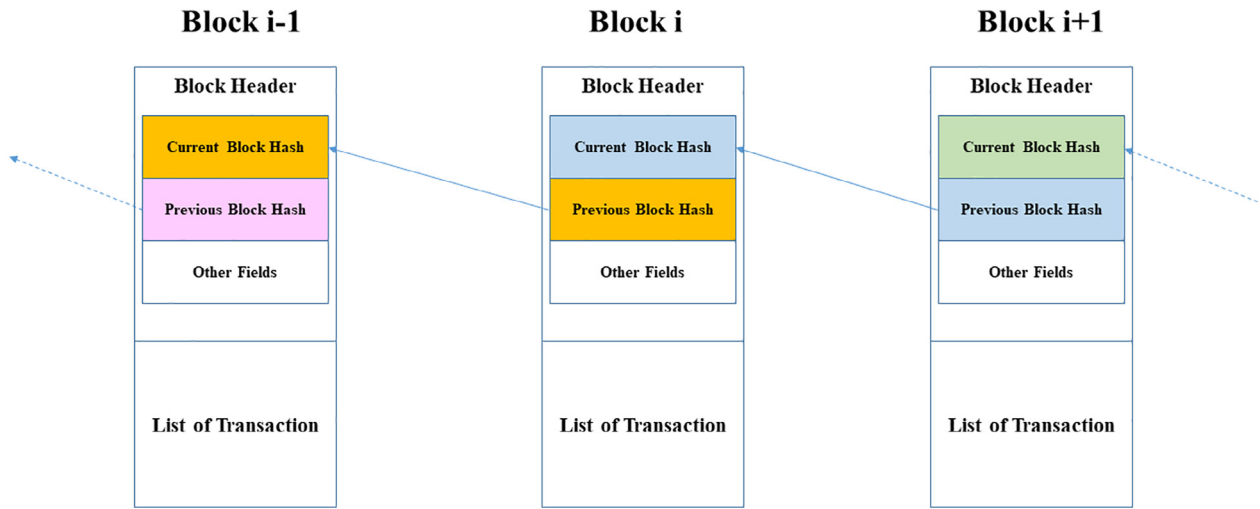 Block i-1
Block Header
Current Block Hash
Previous Block Hash
Other Fields
List of Transaction
Block i
Block Header
Current Block Hash
Previous Block Hash
Other Fields
List of Transaction
Block i+1
Block Header
Current Block Hash
Previous Block Hash
Other Fields
List of Transaction